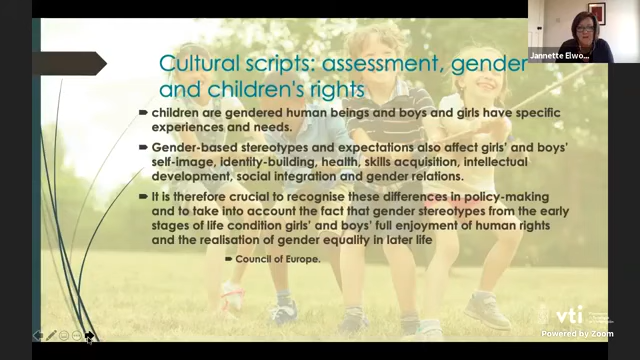 Cultural scripts: assessment, gender
and children's rights
children are gendered human beings and boys and girls have specific
experiences and needs.
Gender-based stereotypes and expectations also affect girls' and boys'
self-image, identity-building, health, skills acquisition, intellectual
development, social integration and gender relations.
It is therefore crucial to recognise these differences in policy-making
and to take into account the fact that gender stereotypes from the early
stages of life condition girls' and boys' full enjoyment of human rights
and the realisation of gender equality in later life
Council of Europe.
Jannette Elwo...
vti
Powered by Zoom